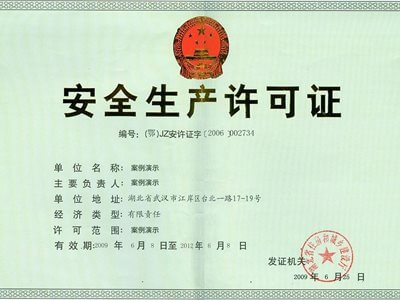 安全生产许可证
编号：(鄂)JZ安许证字〔2006〕002734
单位名称：案例演示
主要负责人：案例演示
单位地址：湖北省武汉市江岸区台北一路17-19号
经济类型：有限责任
许可范围：案例演示
有效期：2009 年 6 月 8 日至 2012 年 6 月 8 日
发证机关：
2009 年 6 月 25 日